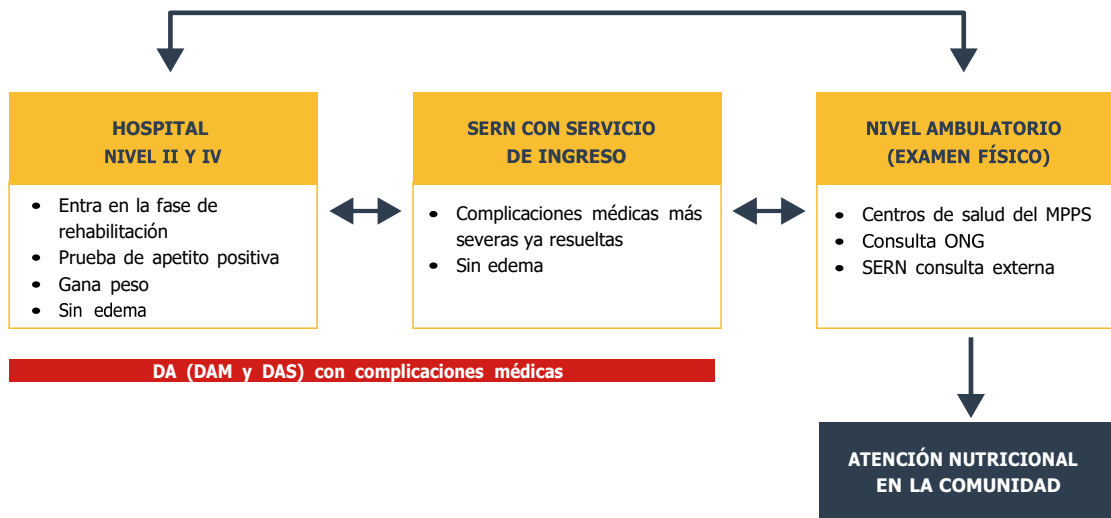 HOSPITAL
NIVEL II Y IV
• Entra en la fase de
rehabilitación
• Prueba de apetito positiva
• Gana peso
• Sin edema
SERN CON SERVICIO
DE INGRESO
• Complicaciones médicas más
severas ya resueltas
• Sin edema
NIVEL AMBULATORIO
(EXAMEN FÍSICO)
• Centros de salud del MPPS
• Consulta ONG
• SERN consulta externa
DA (DAM y DAS) con complicaciones médicas
ATENCIÓN NUTRICIONAL
EN LA COMUNIDAD